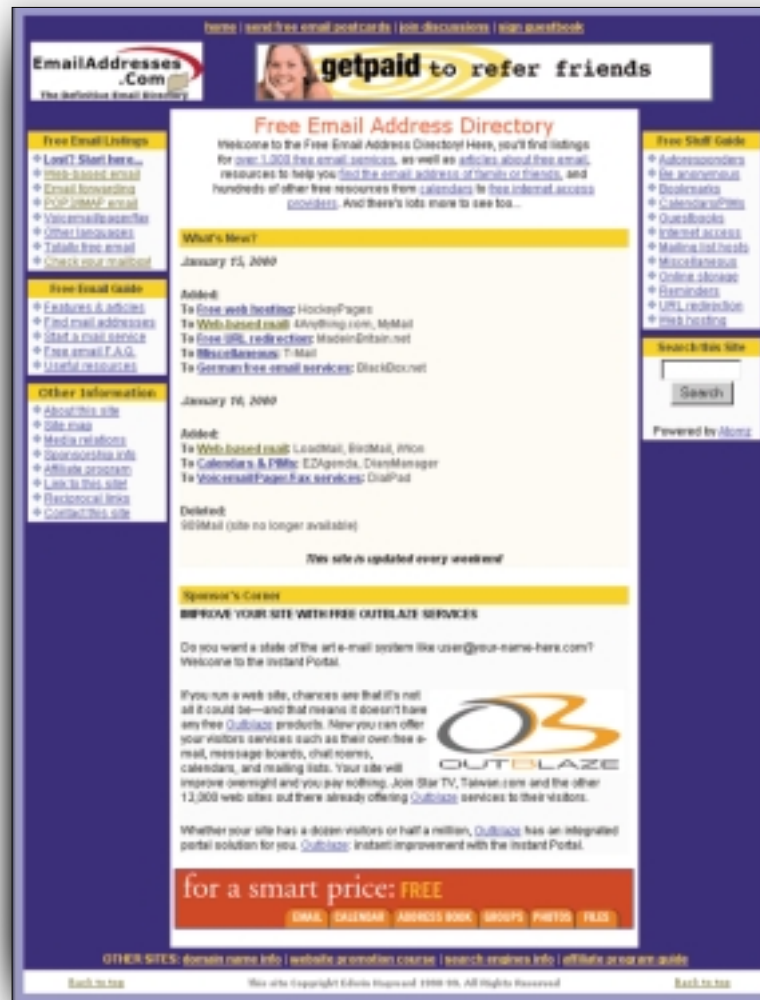 home | send free email postcards | join discussions | sign guestbook
EmailAddresses
.Com
The Definitive Email Directory
getpaid to refer friends
Free Email Listings
Lost? Start here...
Web-based email
Email forwarding
POP3/IMAP email
Voicemail/pager/fax
Other languages
Totally free email
Check your mailbox!
Free Email Guide
Features & articles
Find mail addresses
Start a mail service
Free email F.A.Q.
Useful resources
Other Information
About this site
Site map
Media relations
Sponsorship info
Affiliate program
Link to this site!
Reciprocal links
Contact this site
Free Email Address Directory
Welcome to the Free Email Address Directory! Here, you'll find listings
for over 1,000 free email services, as well as articles about free email,
resources to help you find the email address of family or friends, and
hundreds of other free resources from calendars to free internet access
providers. And there's lots more to see too...
What's New?
January 15, 2000
Added:
To Free web hosting: HockeyPages
To Web-based mail: 4Anything.com, MyMail
To Free URL redirection: MadeinBritain.net
To Miscellaneous: T-Mail
To German free email services: BlackBox.net
January 10, 2000
Added:
To Web-based mail: LoadMail, BirdMail, iWon
To Calendars & PIMs: EZAgenda, DiaryManager
To Voicemail/Pager/Fax services: DialPad
Deleted:
909Mail (site no longer available)
This site is updated every weekend
Sponsor's Corner
IMPROVE YOUR SITE WITH FREE OUTBLAZE SERVICES
Do you want a state of the art e-mail system like user@your-name-here.com?
Welcome to the Instant Portal.
If you run a web site, chances are that it's not
all it could be—and that means it doesn't have
any free Outblaze products. Now you can offer
your visitors services such as their own free e-
mail, message boards, chat rooms,
calendars, and mailing lists. Your site will
improve overnight and you pay nothing. Join Star TV, Taiwan.com and the other
12,000 web sites out there already offering Outblaze services to their visitors.
OUTBLAZE
Whether your site has a dozen visitors or half a million, Outblaze has an integrated
portal solution for you. Outblaze: instant improvement with the Instant Portal.
for a smart price: FREE
EMAIL CALENDAR ADDRESS BOOK GROUPS PHOTOS FILES
Free Stuff Guide
Autoresponders
Be anonymous
Bookmarks
Calendars/PIMs
Guestbooks
Internet access
Mailing list hosts
Miscellaneous
Online storage
Reminders
URL redirection
Web hosting
Search this Site
Search
Powered by Atomz
OTHER SITES: domain name info | website promotion course | search engines info | affiliate program guide
Back to top
This site Copyright Edwin Hayward 1998-99. All Rights Reserved
Back to top